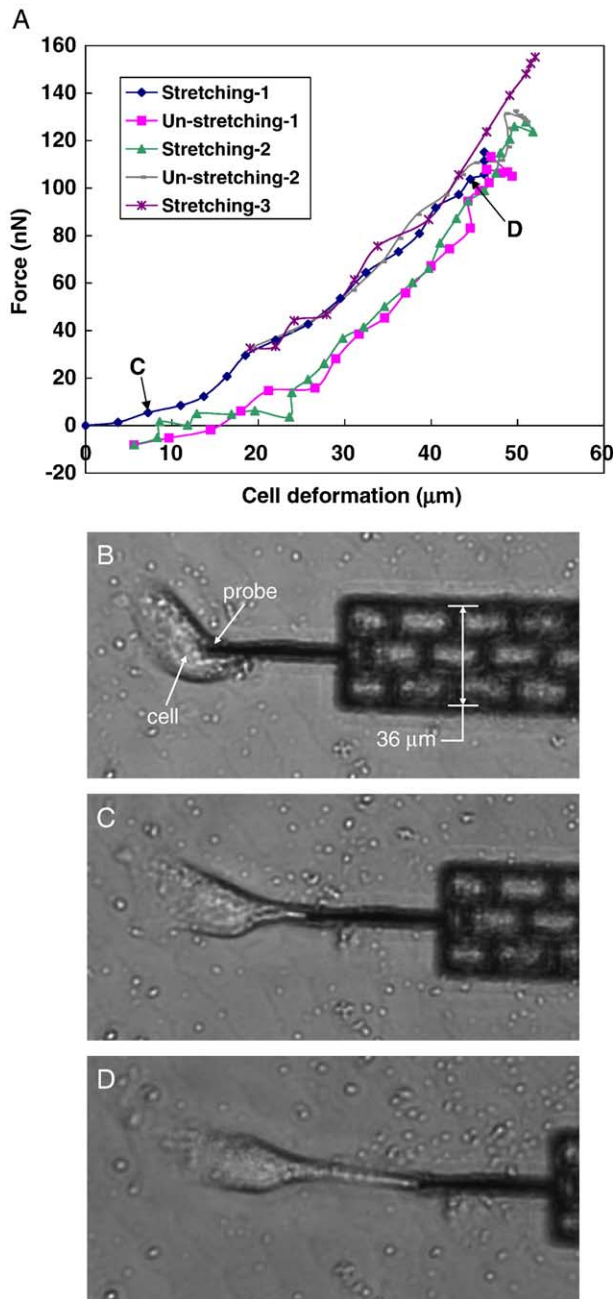 A
160
140
120
100
80
60
40
20
0
-20
Force (nN)
Stretching-1
Un-stretching-1
Stretching-2
Un-stretching-2
Stretching-3
C
D
0 10 20 30 40 50 60
Cell deformation (μm)
B
probe
cell
36 μm
C
D